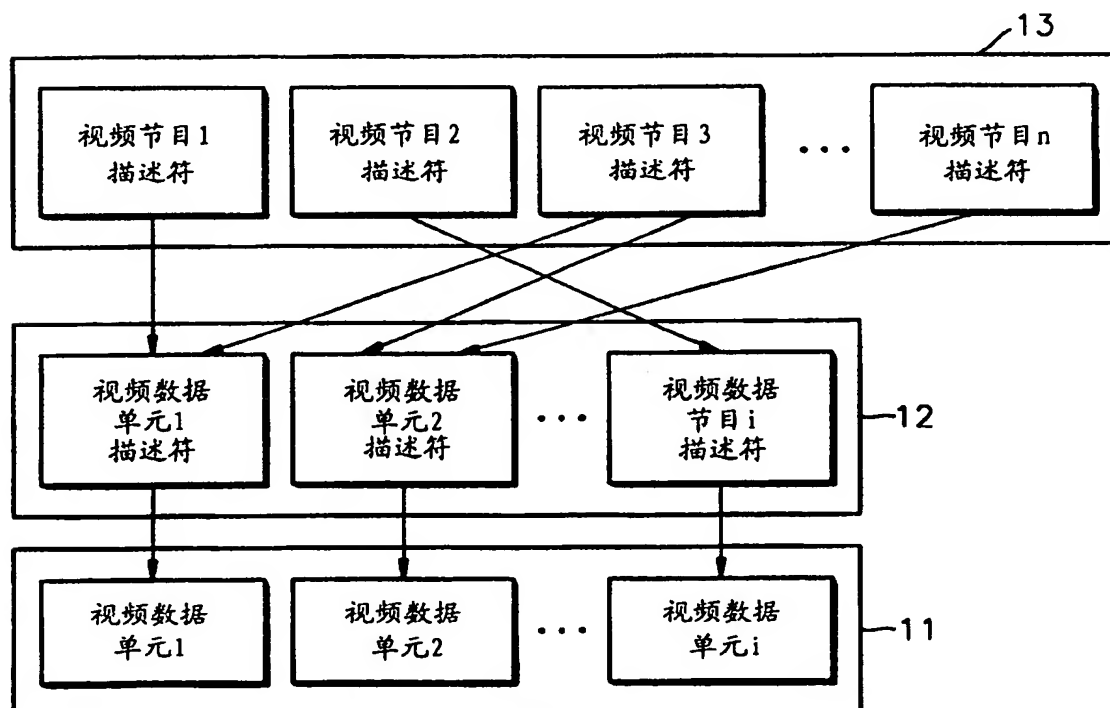 13
视频节目1
描述符
视频节目2
描述符
视频节目3
描述符
...
视频节目n
描述符
视频数据
单元1
描述符
视频数据
单元2
描述符
...
视频数据
节目i
描述符
12
视频数据
单元1
视频数据
单元2
...
视频数据
单元i
11